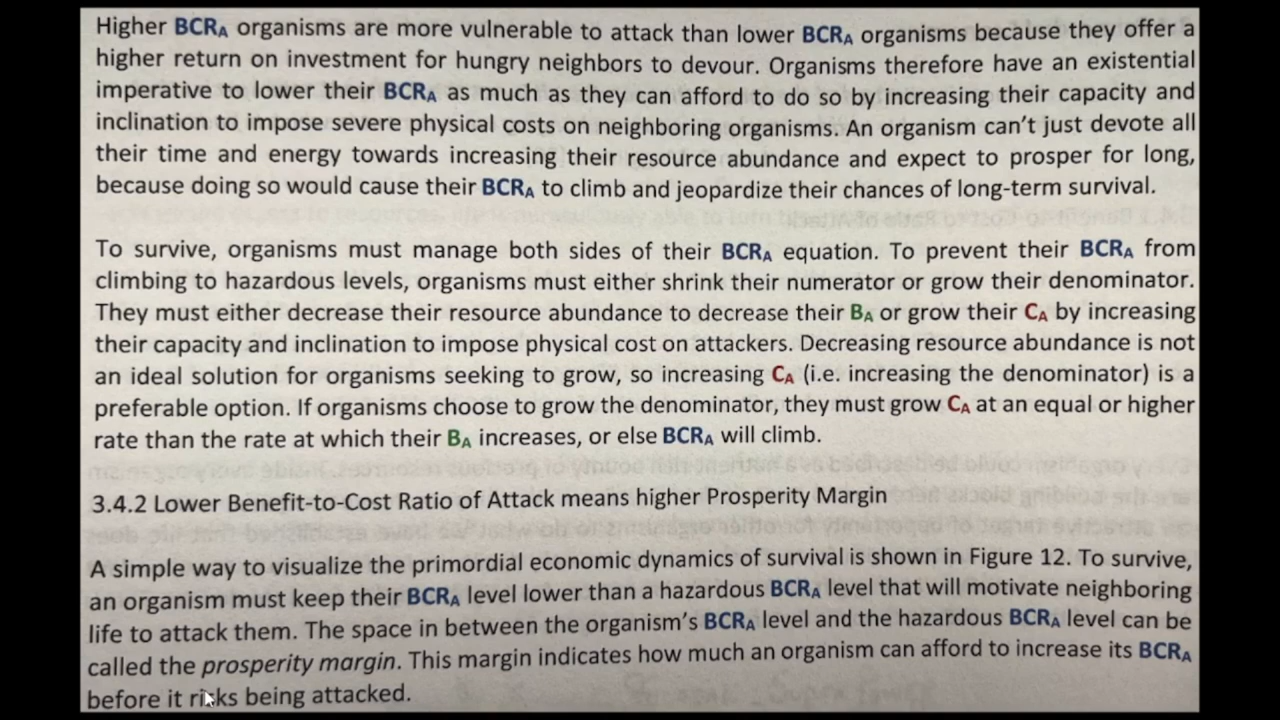 Higher BCRA organisms are more vulnerable to attack than lower BCRA organisms because they offer a
higher return on investment for hungry neighbors to devour. Organisms therefore have an existential
imperative to lower their BCRA as much as they can afford to do so by increasing their capacity and
inclination to impose severe physical costs on neighboring organisms. An organism can't just devote all
their time and energy towards increasing their resource abundance and expect to prosper for long,
because doing so would cause their BCRA to climb and jeopardize their chances of long-term survival.
To survive, organisms must manage both sides of their BCRA equation. To prevent their BCRA from
climbing to hazardous levels, organisms must either shrink their numerator or grow their denominator.
They must either decrease their resource abundance to decrease their BA or grow their CA by increasing
their capacity and inclination to impose physical cost on attackers. Decreasing resource abundance is not
an ideal solution for organisms seeking to grow, so increasing CA (i.e. increasing the denominator) is a
preferable option. If organisms choose to grow the denominator, they must grow CA at an equal or higher
rate than the rate at which their BA increases, or else BCRA will climb.
3.4.2 Lower Benefit-to-Cost Ratio of Attack means higher Prosperity Margin
A simple way to visualize the primordial economic dynamics of survival is shown in Figure 12. To survive,
an organism must keep their BCRA level lower than a hazardous BCRA level that will motivate neighboring
life to attack them. The space in between the organism's BCRA level and the hazardous BCRA level can be
called the prosperity margin. This margin indicates how much an organism can afford to increase its BCRA
before it risks being attacked.